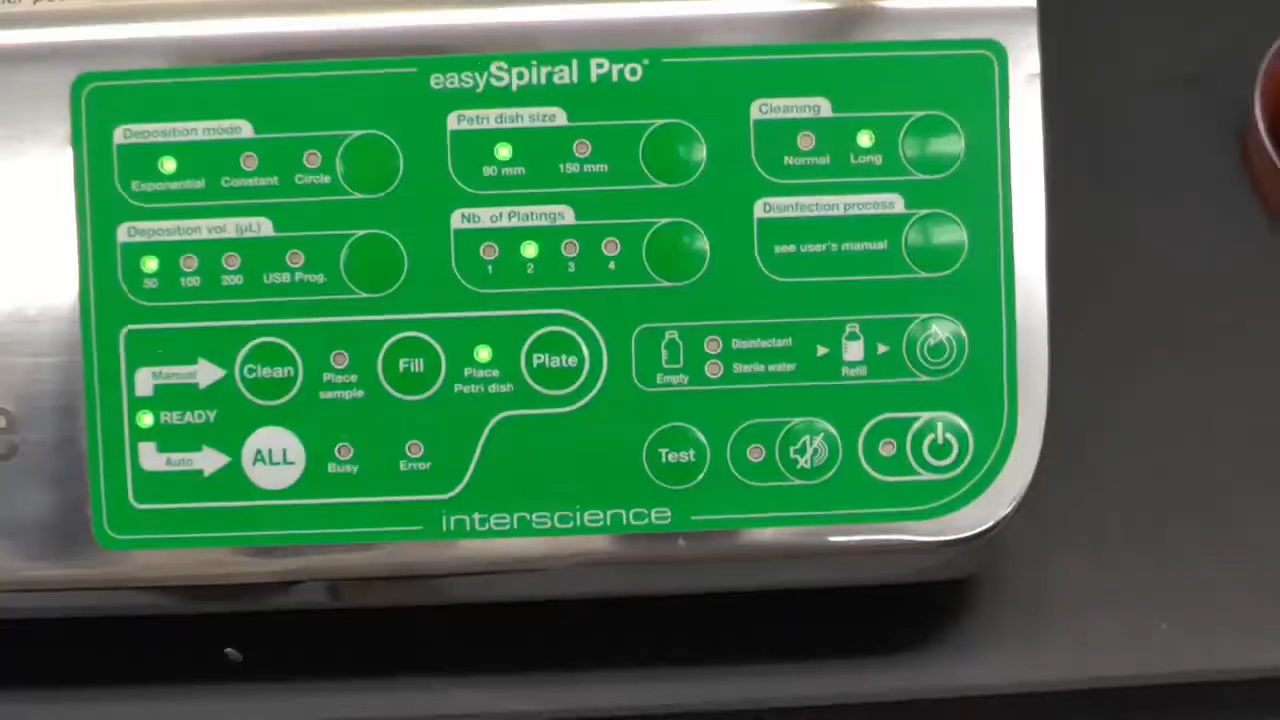 easySpiral Pro
Deposition mode
Exponential Constant Circle
Petri dish size
90 mm 150 mm
Cleaning
Normal Long
Deposition vol. (µL)
50 100 200 USB Prog.
Nb. of Platings
1 2 3 4
Disinfection process
see user's manual
Manual
Clean
Place
sample
Fill
Place
Petri dish
Plate
READY
Auto
ALL
Busy
Error
Empty
Disinfectant
Sterile water
Refill
Test
interscience